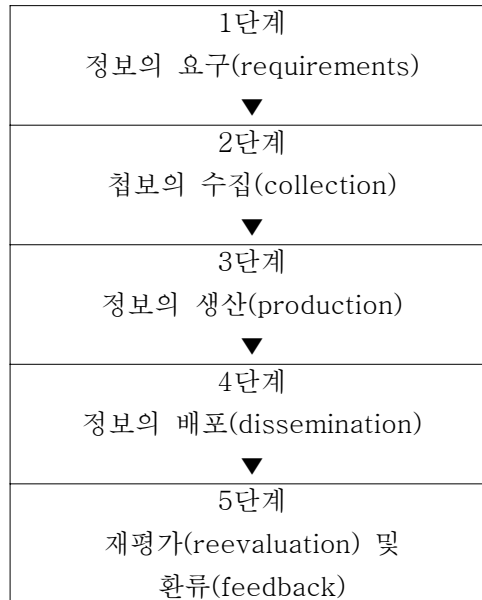 1단계
정보의 요구(requirements)
▼
2단계
첩보의 수집(collection)
▼
3단계
정보의 생산(production)
▼
4단계
정보의 배포(dissemination)
▼
5단계
재평가(reevaluation) 및
환류(feedback)